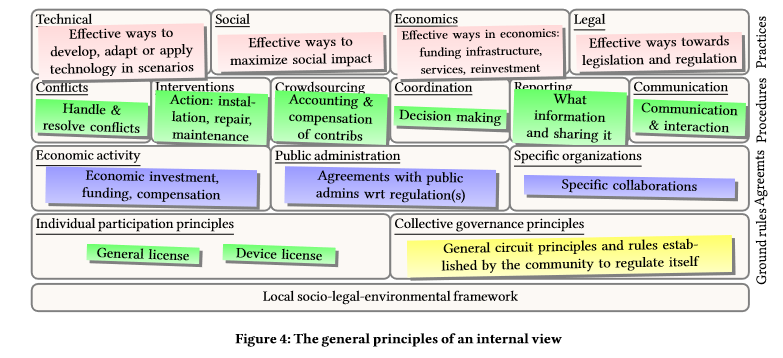 Technical
Effective ways to
develop, adapt or apply
technology in scenarios
Social
Effective ways to
maximize social impact
Economics
Effective ways in economics:
funding infrastructure,
services, reinvestment
Legal
Effective ways towards
legislation and regulation
Practices
Conflicts
Handle &
resolve conflicts
Interventions
Action: instal-
lation, repair,
maintenance
Crowdsourcing
Accounting &
compensation
of contribs
Coordination
Decision making
Reporting
What
information
and sharing it
Communication
Communication
& interaction
Procedures
Economic activity
Economic investment,
funding, compensation
Public administration
Agreements with public
admins wrt regulation(s)
Specific organizations
Specific collaborations
Agreemts
Individual participation principles
General license
Device license
Collective governance principles
General circuit principles and rules estab-
lished by the community to regulate itself
Ground rules
Local socio-legal-environmental framework
Figure 4: The general principles of an internal view